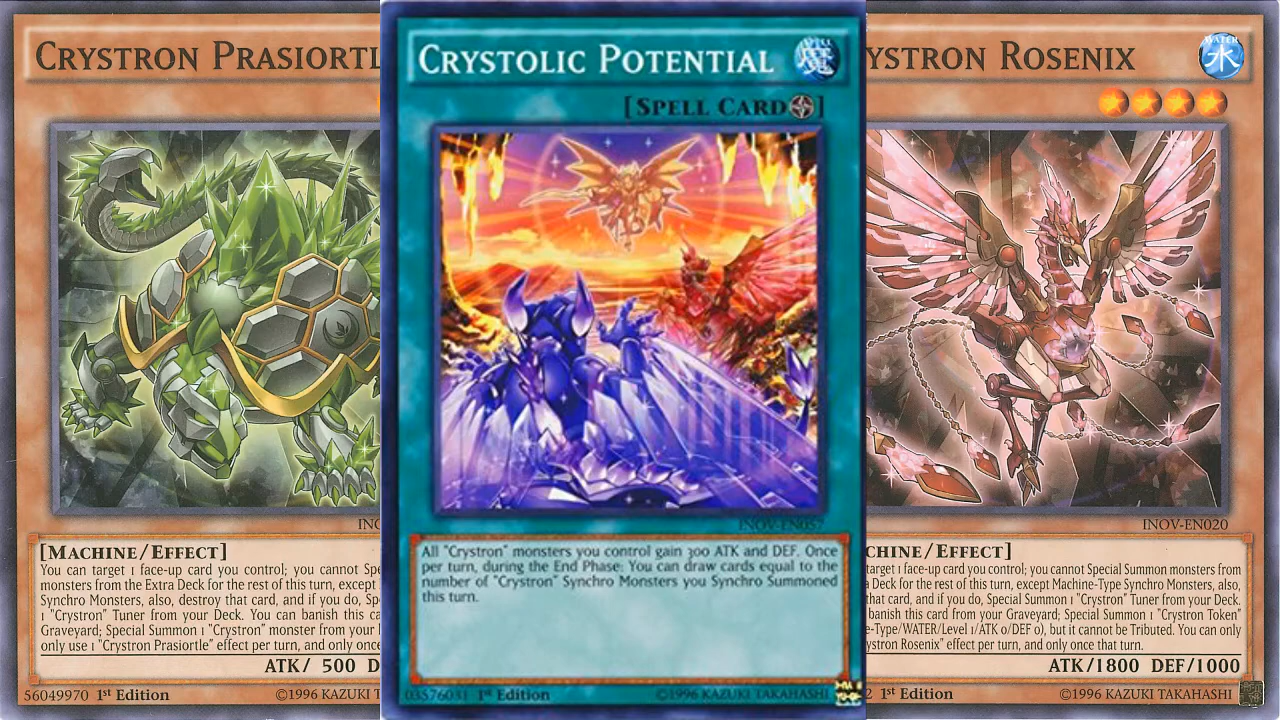 CRYSTRON PRASIORTL
[MACHINE/EFFECT]
You can target 1 face-up card you control; you cannot Spe
monsters from the Extra Deck for the rest of this turn, except
Synchro Monsters, also, destroy that card, and if you do, Sp
1 "Crystron" Tuner from your Deck. You can banish this ca
Graveyard; Special Summon 1 "Crystron" monster from your
only use 1 "Crystron Prasiortle" effect per turn, and only once
ATK/ 500 D
56049970 1st Edition ©1996 KAZUKI T
CRYSTOLIC POTENTIAL
魔
[SPELL CARD]
INOV-EN057
All "Crystron" monsters you control gain 300 ATK and DEF. Once
per turn, during the End Phase: You can draw cards equal to the
number of "Crystron" Synchro Monsters you Synchro Summoned
this turn.
03576031 1st Edition ©1996 KAZUKI TAKAHASHI
YSTRON ROSENIX
WATER
水
INOV-EN020
CHINE/EFFECT]
target 1 face-up card you control; you cannot Special Summon monsters
a Deck for the rest of this turn, except Machine-Type Synchro Monsters, also,
that card, and if you do, Special Summon 1 "Crystron" Tuner from your Deck.
banish this card from your Graveyard; Special Summon 1 "Crystron Token"
e-Type/WATER/Level 1/ATK 0/DEF 0), but it cannot be Tributed. You can only
ystron Rosenix" effect per turn, and only once that turn.
ATK/1800 DEF/1000
2 1st Edition ©1996 KAZUKI TAKAHASHI